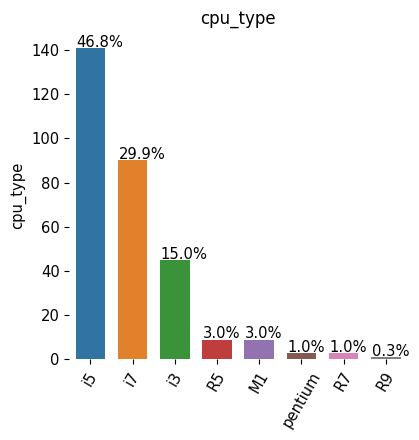 cpu_type
140
120
100
80
60
40
20
0
cpu_type
46.8%
29.9%
15.0%
3.0%
3.0%
1.0%
1.0%
0.3%
i5
i7
i3
R5
M1
pentium
R7
R9